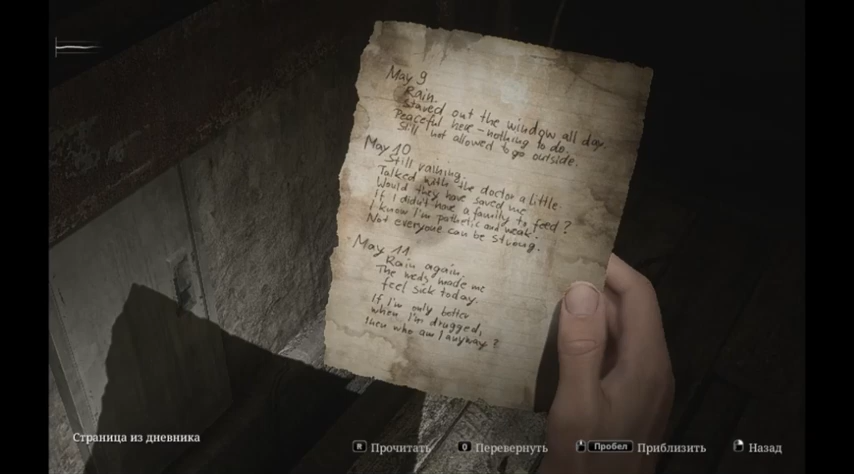 May 9
Rain.
Stared out the window all day.
Peaceful here - nothing to do.
Still not allowed to go outside.
May 10
Still raining.
Talked with the doctor a little.
Would they have saved me
If I didn't have a family to feed?
I know I'm pathetic and weak.
Not everyone can be strong.
May 11.
Rain again.
The meds made me
feel sick today.
If I'm only better
when I'm drugged,
then who am I anyway?
Страница из дневника
R Прочитать
Q Перевернуть
Пробел Приблизить
Назад